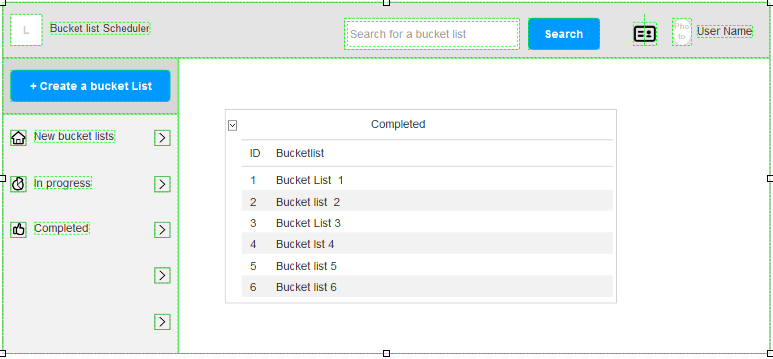 L
Bucket list Scheduler
Search for a bucket list
Search
Pho
to
User Name
+ Create a bucket List
New bucket lists
In progress
Completed
Completed
ID Bucketlist
1 Bucket List 1
2 Bucket list 2
3 Bucket List 3
4 Bucket lst 4
5 Bucket list 5
6 Bucket list 6